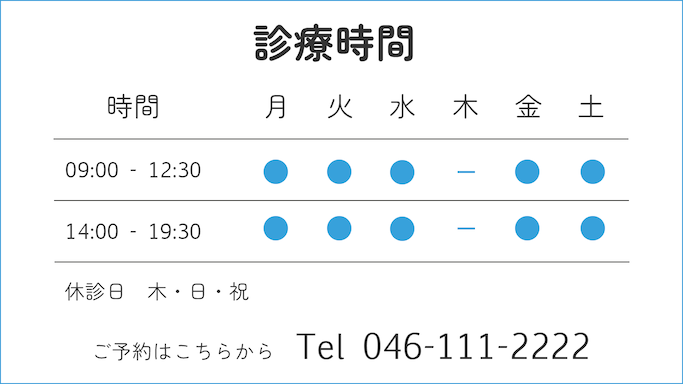 診療時間
時間 月 火 水 木 金 土
09:00 - 12:30 ● ● ● － ● ●
14:00 - 19:30 ● ● ● － ● ●
休診日　木・日・祝
ご予約はこちらから Tel 046-111-2222